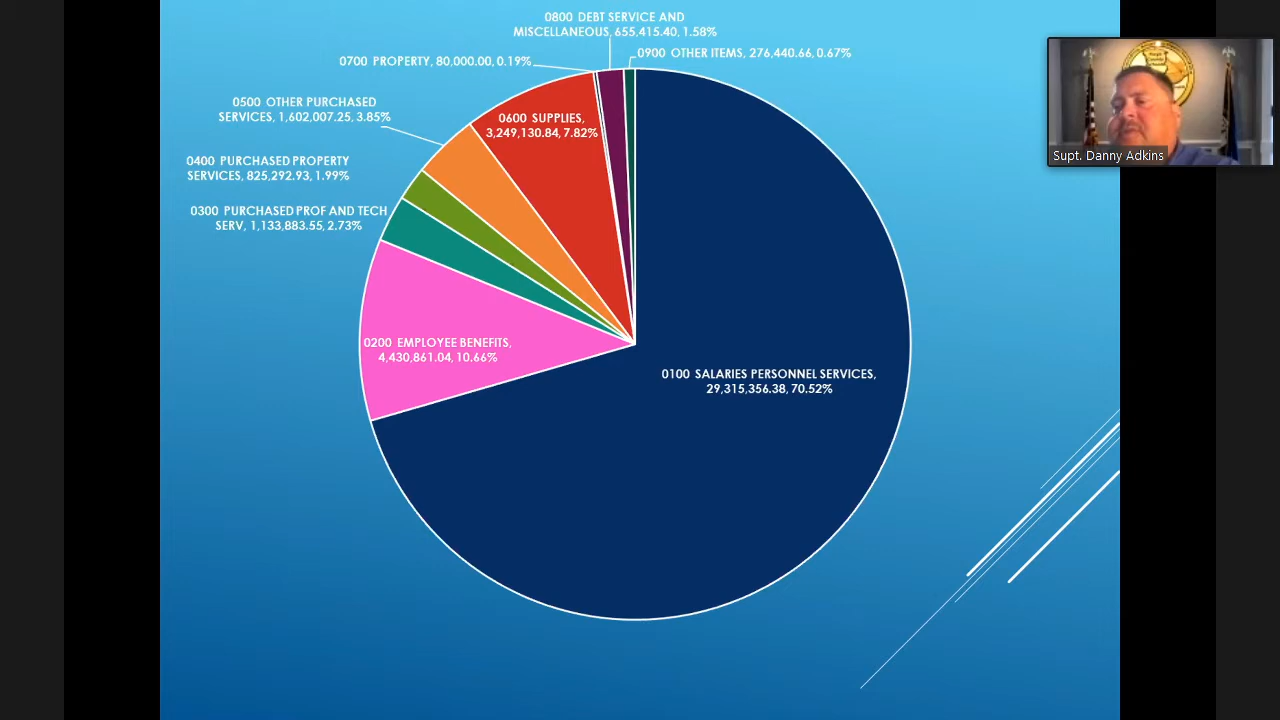 0800 DEBT SERVICE AND
MISCELLANEOUS, 655,415.40, 1.58%
0900 OTHER ITEMS, 276,440.66, 0.67%
0700 PROPERTY, 80,000.00, 0.19%
0500 OTHER PURCHASED
SERVICES, 1,602,007.25, 3.85%
0600 SUPPLIES,
3,249,130.84, 7.82%
0400 PURCHASED PROPERTY
SERVICES, 825,292.93, 1.99%
0300 PURCHASED PROF AND TECH
SERV, 1,133,883.55, 2.73%
0200 EMPLOYEE BENEFITS,
4,430,861.04, 10.66%
0100 SALARIES PERSONNEL SERVICES,
29,315,356.38, 70.52%
Supt. Danny Adkins